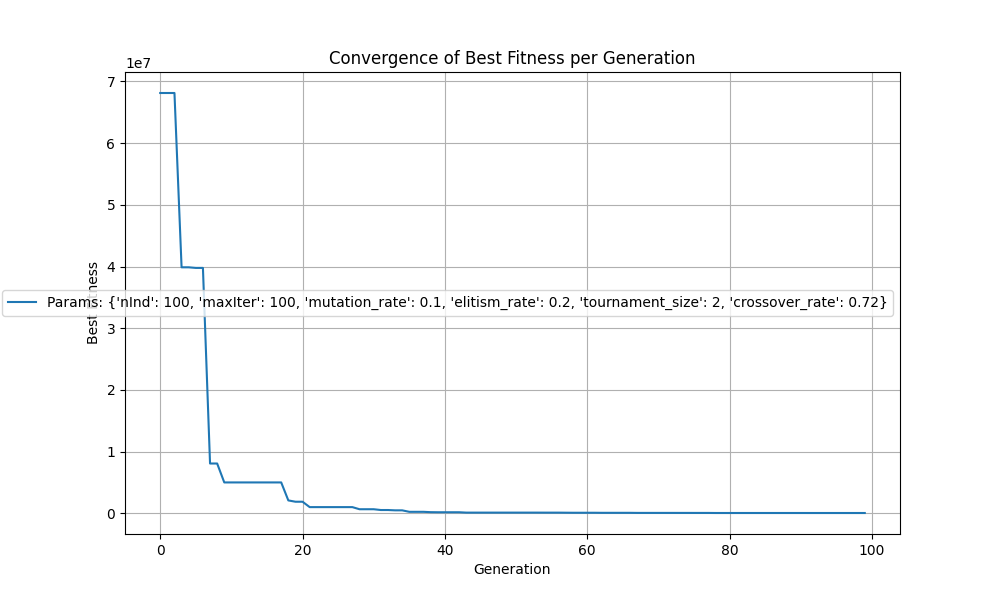 Convergence of Best Fitness per Generation
1e7
7
6
5
4
Best Fitness
Params: {'nInd': 100, 'maxIter': 100, 'mutation_rate': 0.1, 'elitism_rate': 0.2, 'tournament_size': 2, 'crossover_rate': 0.72}
3
2
1
0
0 20 40 60 80 100
Generation